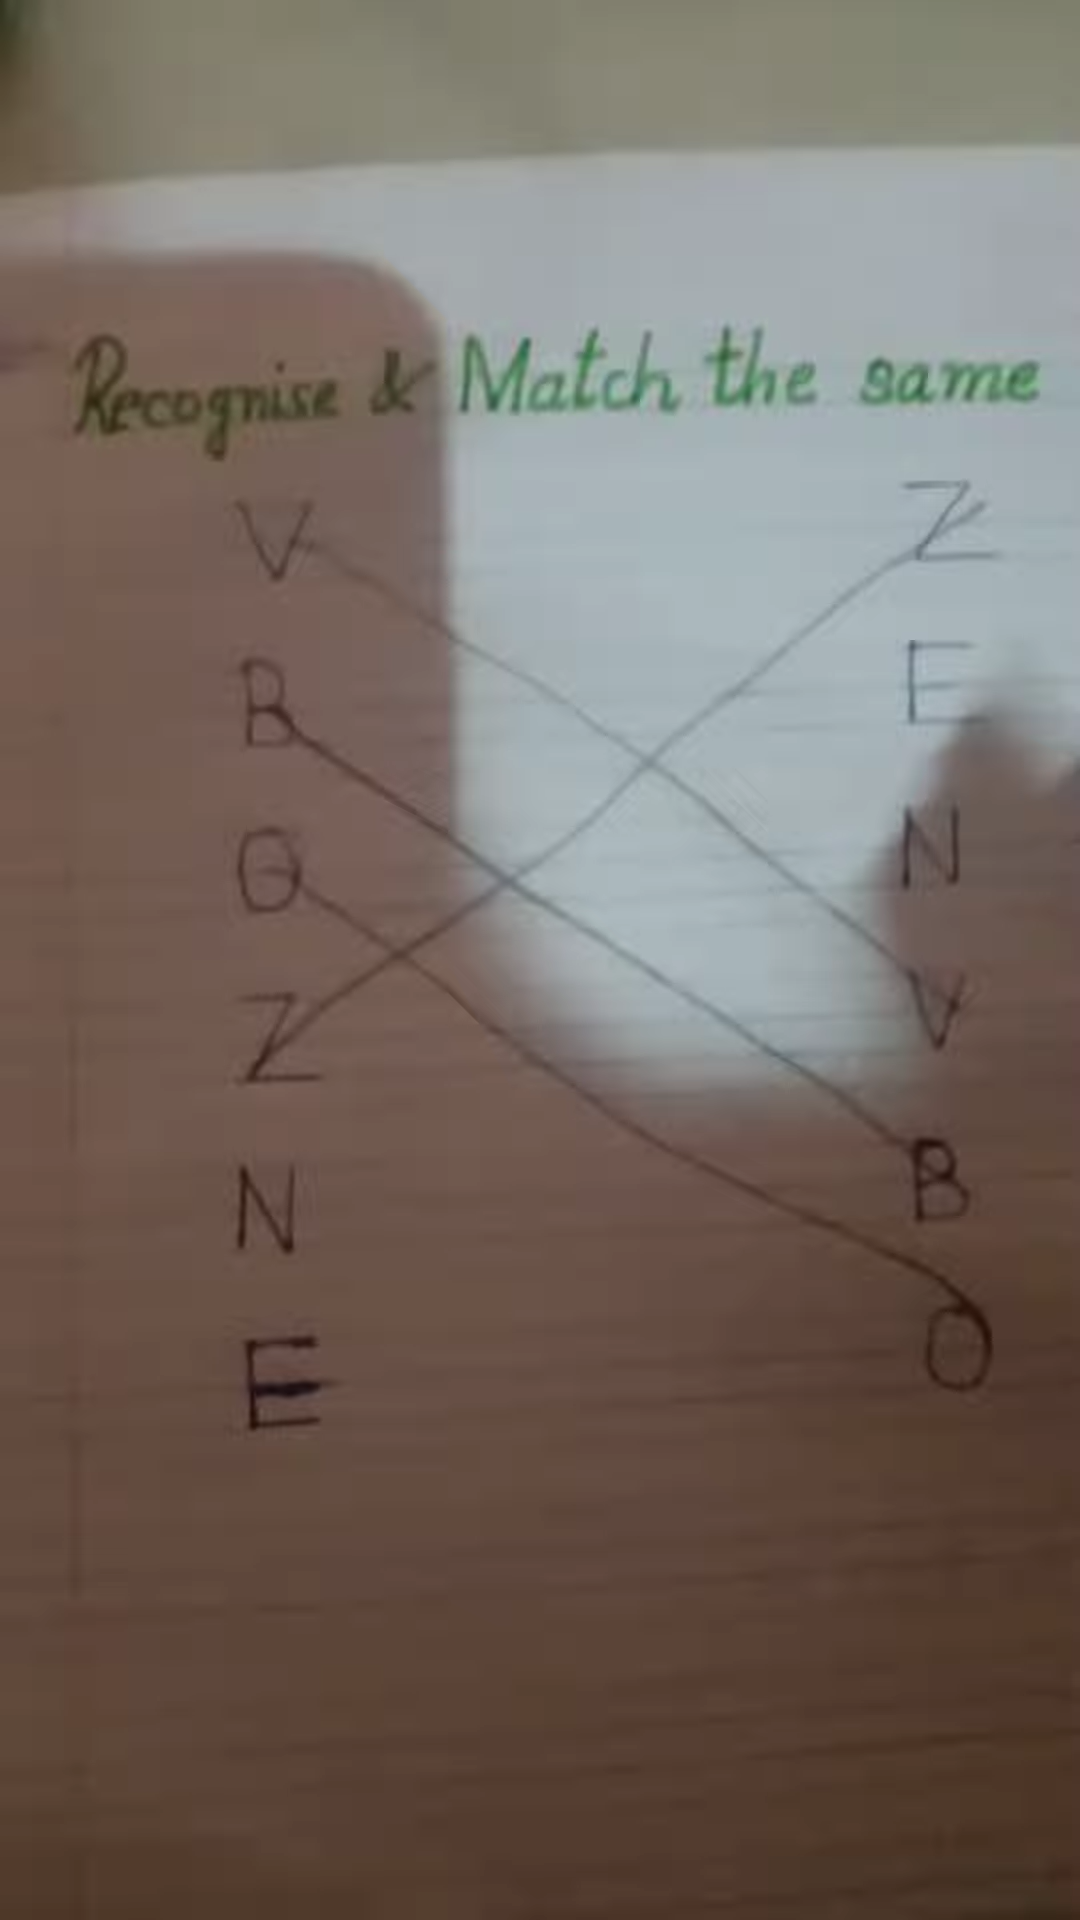 Recognise & Match the same
V Z
B E
O N
Z V
N B
E O